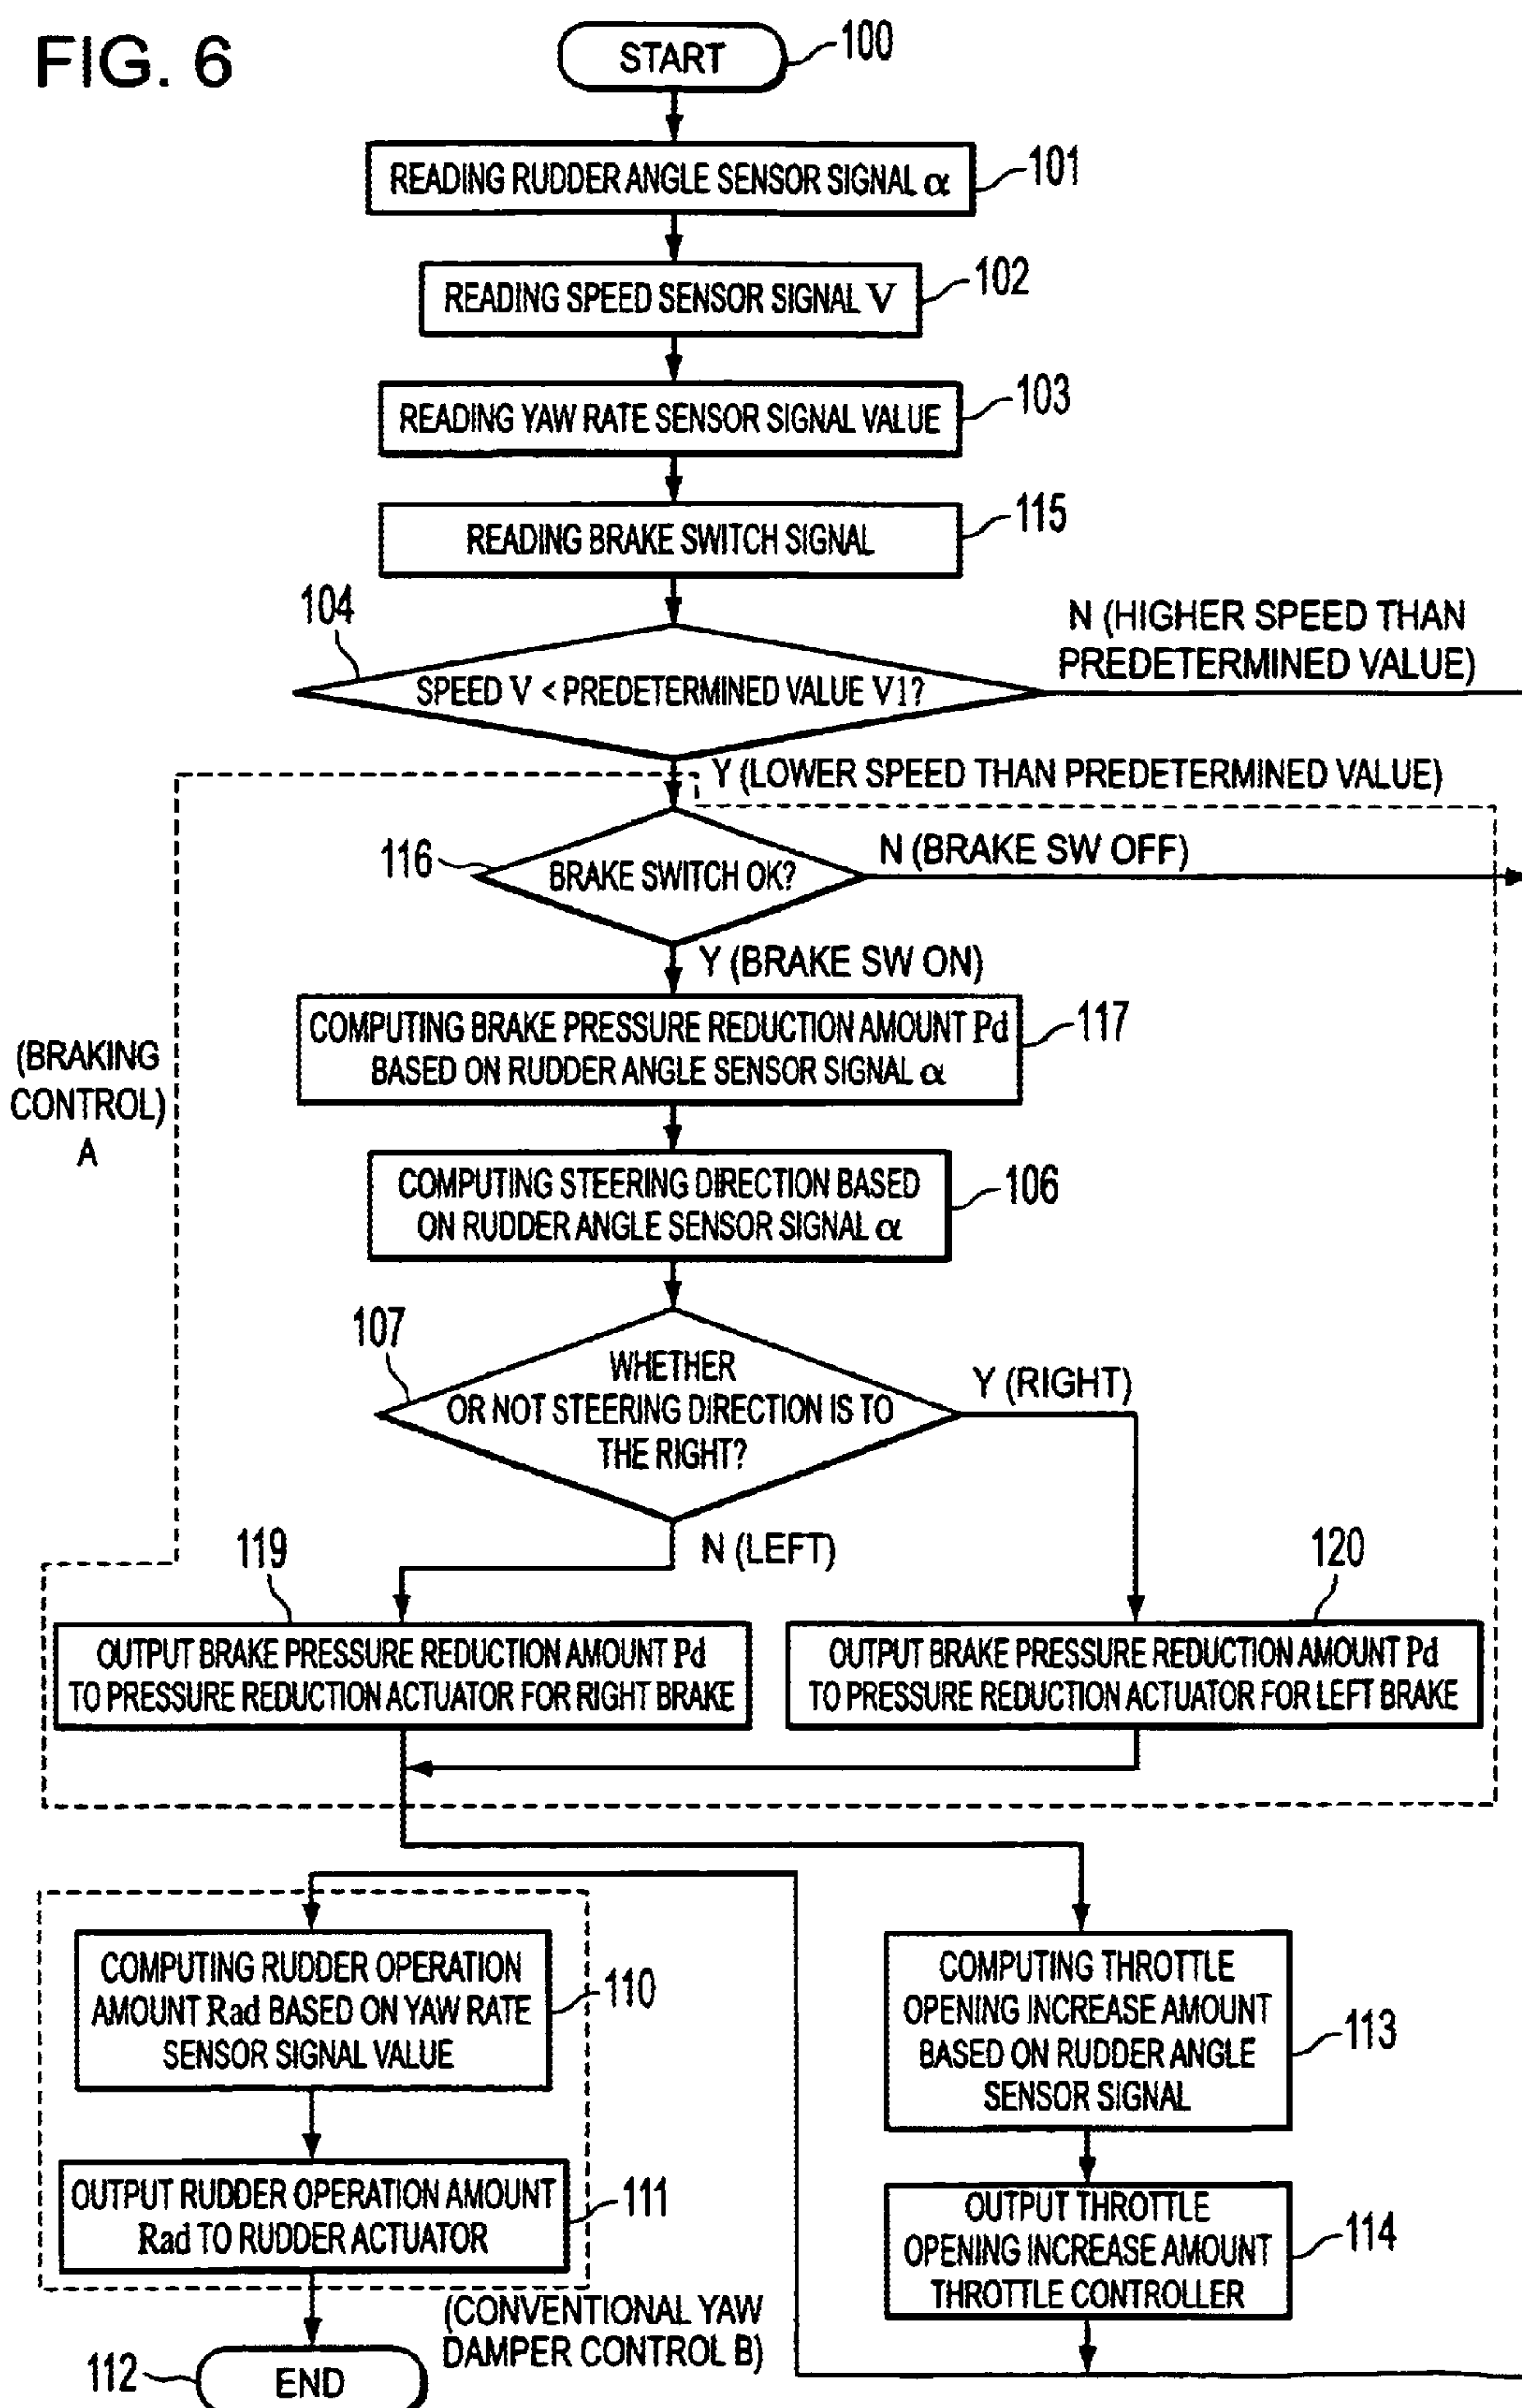 FIG. 6
START
100
READING RUDDER ANGLE SENSOR SIGNAL α
101
READING SPEED SENSOR SIGNAL V
102
READING YAW RATE SENSOR SIGNAL VALUE
103
READING BRAKE SWITCH SIGNAL
115
104
SPEED V < PREDETERMINED VALUE V1?
N (HIGHER SPEED THAN
PREDETERMINED VALUE)
Y (LOWER SPEED THAN PREDETERMINED VALUE)
116
BRAKE SWITCH OK?
N (BRAKE SW OFF)
Y (BRAKE SW ON)
(BRAKING
CONTROL)
A
COMPUTING BRAKE PRESSURE REDUCTION AMOUNT Pd
BASED ON RUDDER ANGLE SENSOR SIGNAL α
117
COMPUTING STEERING DIRECTION BASED
ON RUDDER ANGLE SENSOR SIGNAL α
106
107
WHETHER
OR NOT STEERING DIRECTION IS TO
THE RIGHT?
Y (RIGHT)
N (LEFT)
119
OUTPUT BRAKE PRESSURE REDUCTION AMOUNT Pd
TO PRESSURE REDUCTION ACTUATOR FOR RIGHT BRAKE
120
OUTPUT BRAKE PRESSURE REDUCTION AMOUNT Pd
TO PRESSURE REDUCTION ACTUATOR FOR LEFT BRAKE
COMPUTING RUDDER OPERATION
AMOUNT Rad BASED ON YAW RATE
SENSOR SIGNAL VALUE
110
OUTPUT RUDDER OPERATION AMOUNT
Rad TO RUDDER ACTUATOR
111
(CONVENTIONAL YAW
DAMPER CONTROL B)
112
END
COMPUTING THROTTLE
OPENING INCREASE AMOUNT
BASED ON RUDDER ANGLE
SENSOR SIGNAL
113
OUTPUT THROTTLE
OPENING INCREASE AMOUNT
THROTTLE CONTROLLER
114